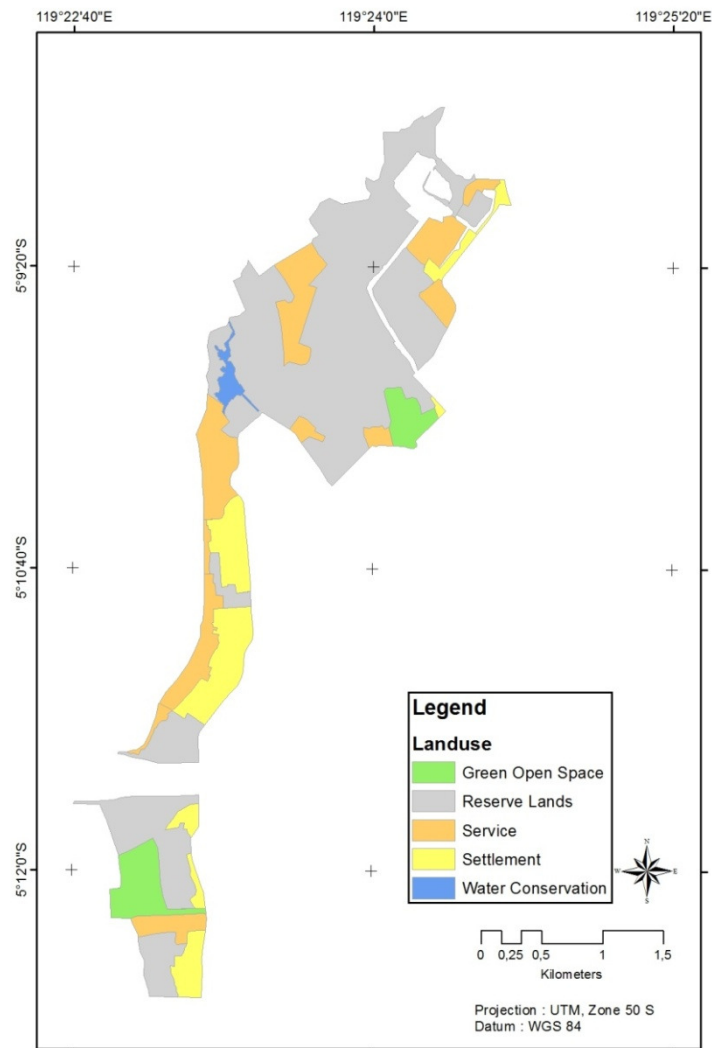 119°22'40"E 119°24'0"E 119°25'20"E
5°9'20"S
5°10'40"S
5°12'0"S
Legend
Landuse
Green Open Space
Reserve Lands
Service
Settlement
Water Conservation
N
W E
S
0 0,25 0,5 1 1,5
Kilometers
Projection : UTM, Zone 50 S
Datum : WGS 84